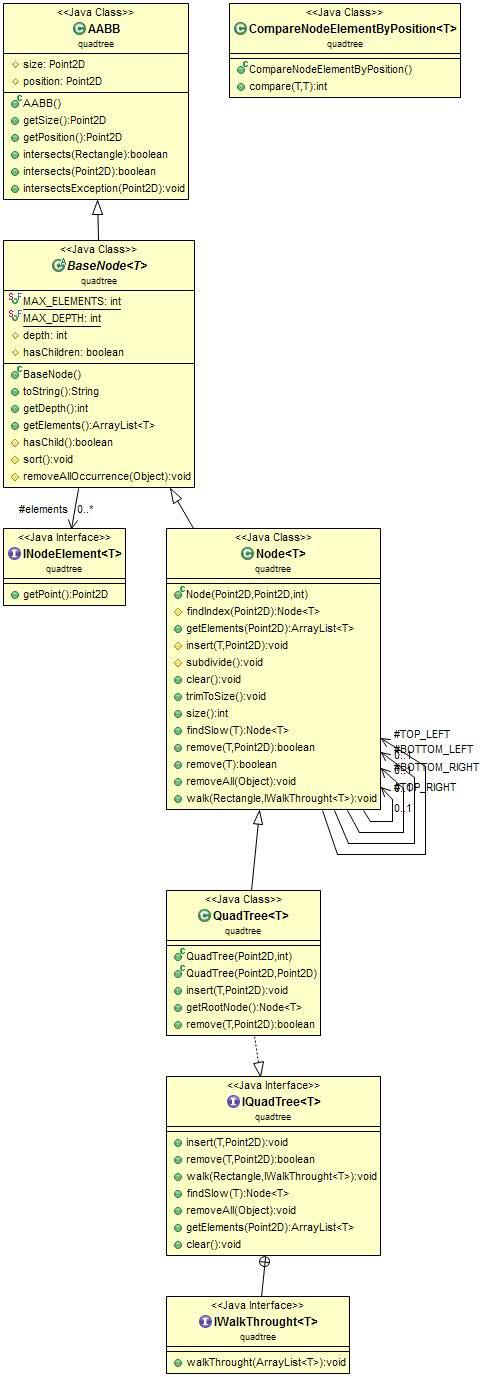 <<Java Class>>
AABB
quadtree
size: Point2D
position: Point2D
AABB()
getSize():Point2D
getPosition():Point2D
intersects(Rectangle):boolean
intersects(Point2D):boolean
intersectsException(Point2D):void
<<Java Class>>
CompareNodeElementByPosition<T>
quadtree
CompareNodeElementByPosition()
compare(T,T):int
<<Java Class>>
BaseNode<T>
quadtree
MAX_ELEMENTS: int
MAX_DEPTH: int
depth: int
hasChildren: boolean
BaseNode()
toString():String
getDepth():int
getElements():ArrayList<T>
hasChild():boolean
sort():void
removeAllOccurrence(Object):void
#elements 0..*
<<Java Interface>>
INodeElement<T>
quadtree
getPoint():Point2D
<<Java Class>>
Node<T>
quadtree
Node(Point2D,Point2D,int)
findIndex(Point2D):Node<T>
getElements(Point2D):ArrayList<T>
insert(T,Point2D):void
subdivide():void
clear():void
trimToSize():void
size():int
findSlow(T):Node<T>
remove(T,Point2D):boolean
remove(T):boolean
removeAll(Object):void
walk(Rectangle,IWalkThrought<T>):void
#TOP_LEFT
#BOTTOM_LEFT
0..1
#BOTTOM_RIGHT
0..1
#TOP_RIGHT
0..1
0..1
<<Java Class>>
QuadTree<T>
quadtree
QuadTree(Point2D,int)
QuadTree(Point2D,Point2D)
insert(T,Point2D):void
getRootNode():Node<T>
remove(T,Point2D):boolean
<<Java Interface>>
IQuadTree<T>
quadtree
insert(T,Point2D):void
remove(T,Point2D):boolean
walk(Rectangle,IWalkThrought<T>):void
findSlow(T):Node<T>
removeAll(Object):void
getElements(Point2D):ArrayList<T>
clear():void
<<Java Interface>>
IWalkThrought<T>
quadtree
walkThrought(ArrayList<T>):void